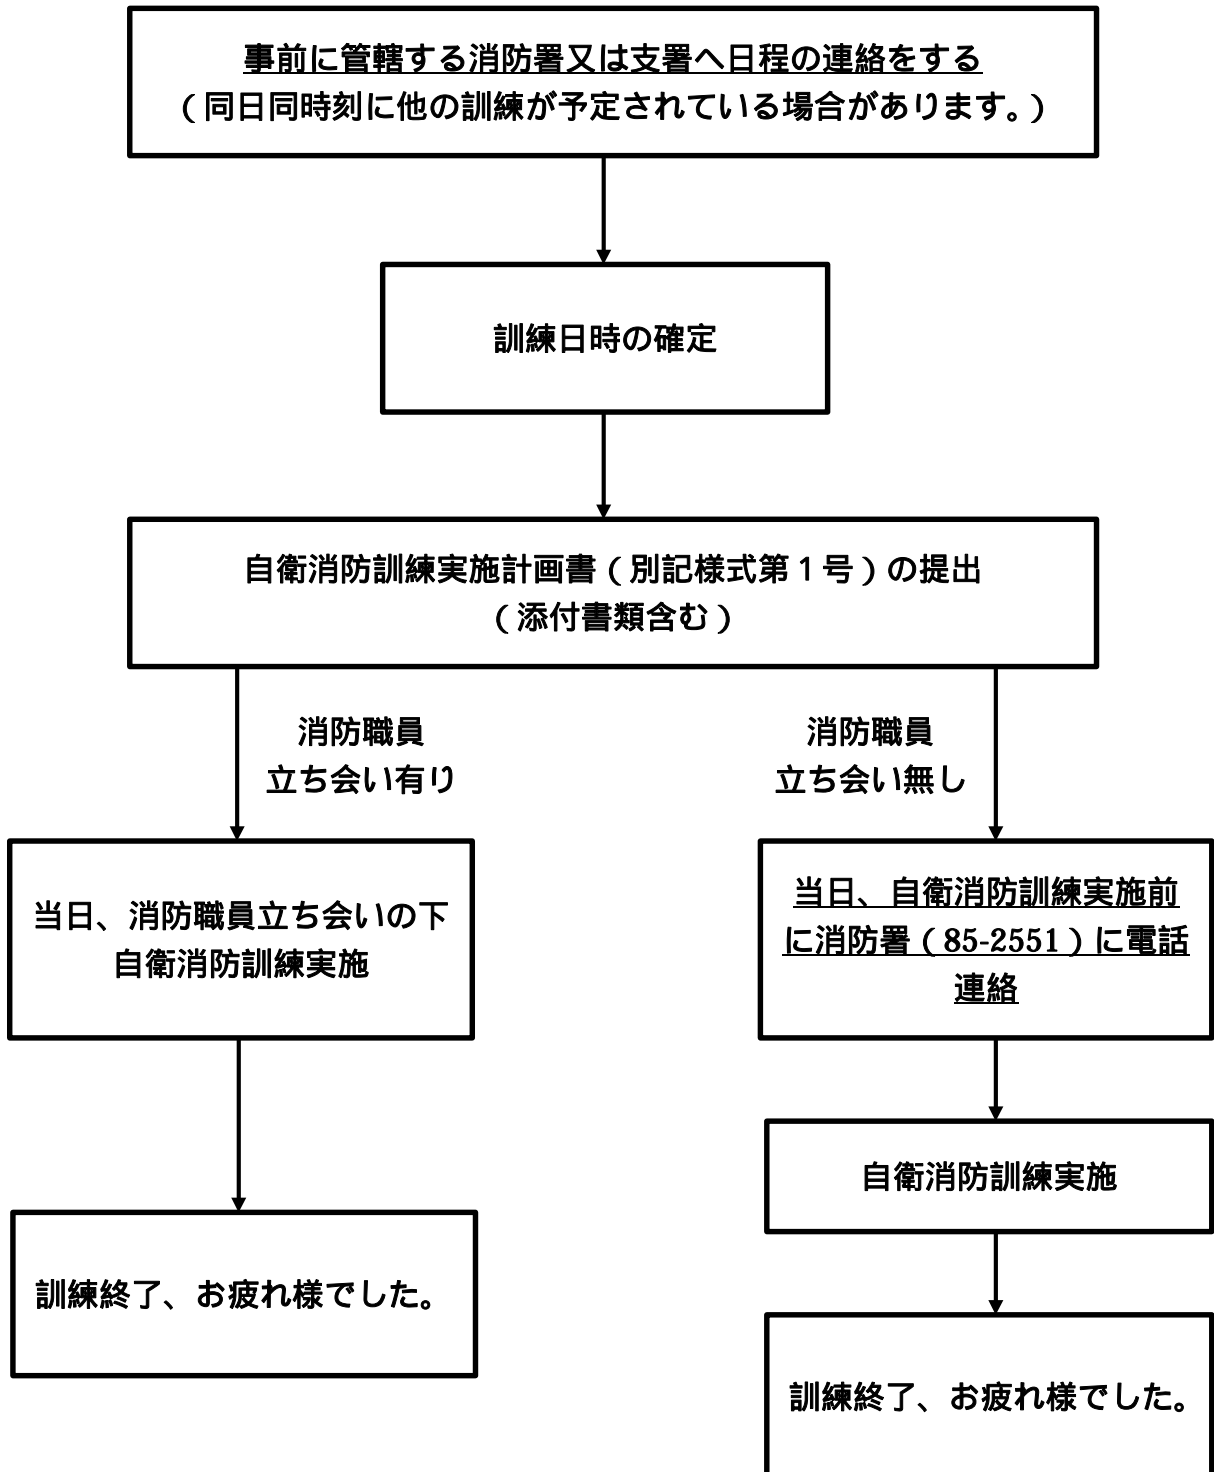 事前に管轄する消防署又は支署へ日程の連絡をする
（同日同時刻に他の訓練が予定されている場合があります。）
訓練日時の確定
自衛消防訓練実施計画書（別記様式第１号）の提出
（添付書類含む）
消防職員
立ち会い有り
消防職員
立ち会い無し
当日、消防職員立ち会いの下
自衛消防訓練実施
当日、自衛消防訓練実施前
に消防署（85-2551）に電話
連絡
自衛消防訓練実施
訓練終了、お疲れ様でした。
訓練終了、お疲れ様でした。